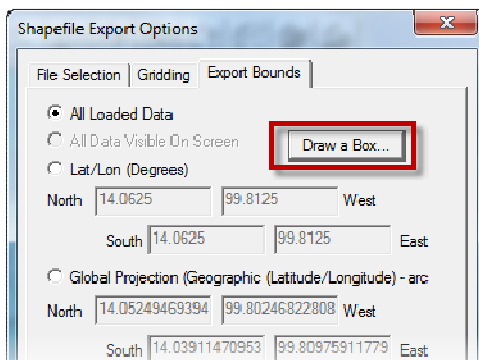 Shapefile Export Options
File Selection Gridding Export Bounds
All Loaded Data
All Data Visible On Screen
Draw a Box...
Lat/Lon (Degrees)
North 14.0625 99.8125 West
South 14.0625 99.8125 East
Global Projection (Geographic (Latitude/Longitude) - arc
North 14.05249469394 99.80246822808 West
South 14.03911470953 99.80975911779 East